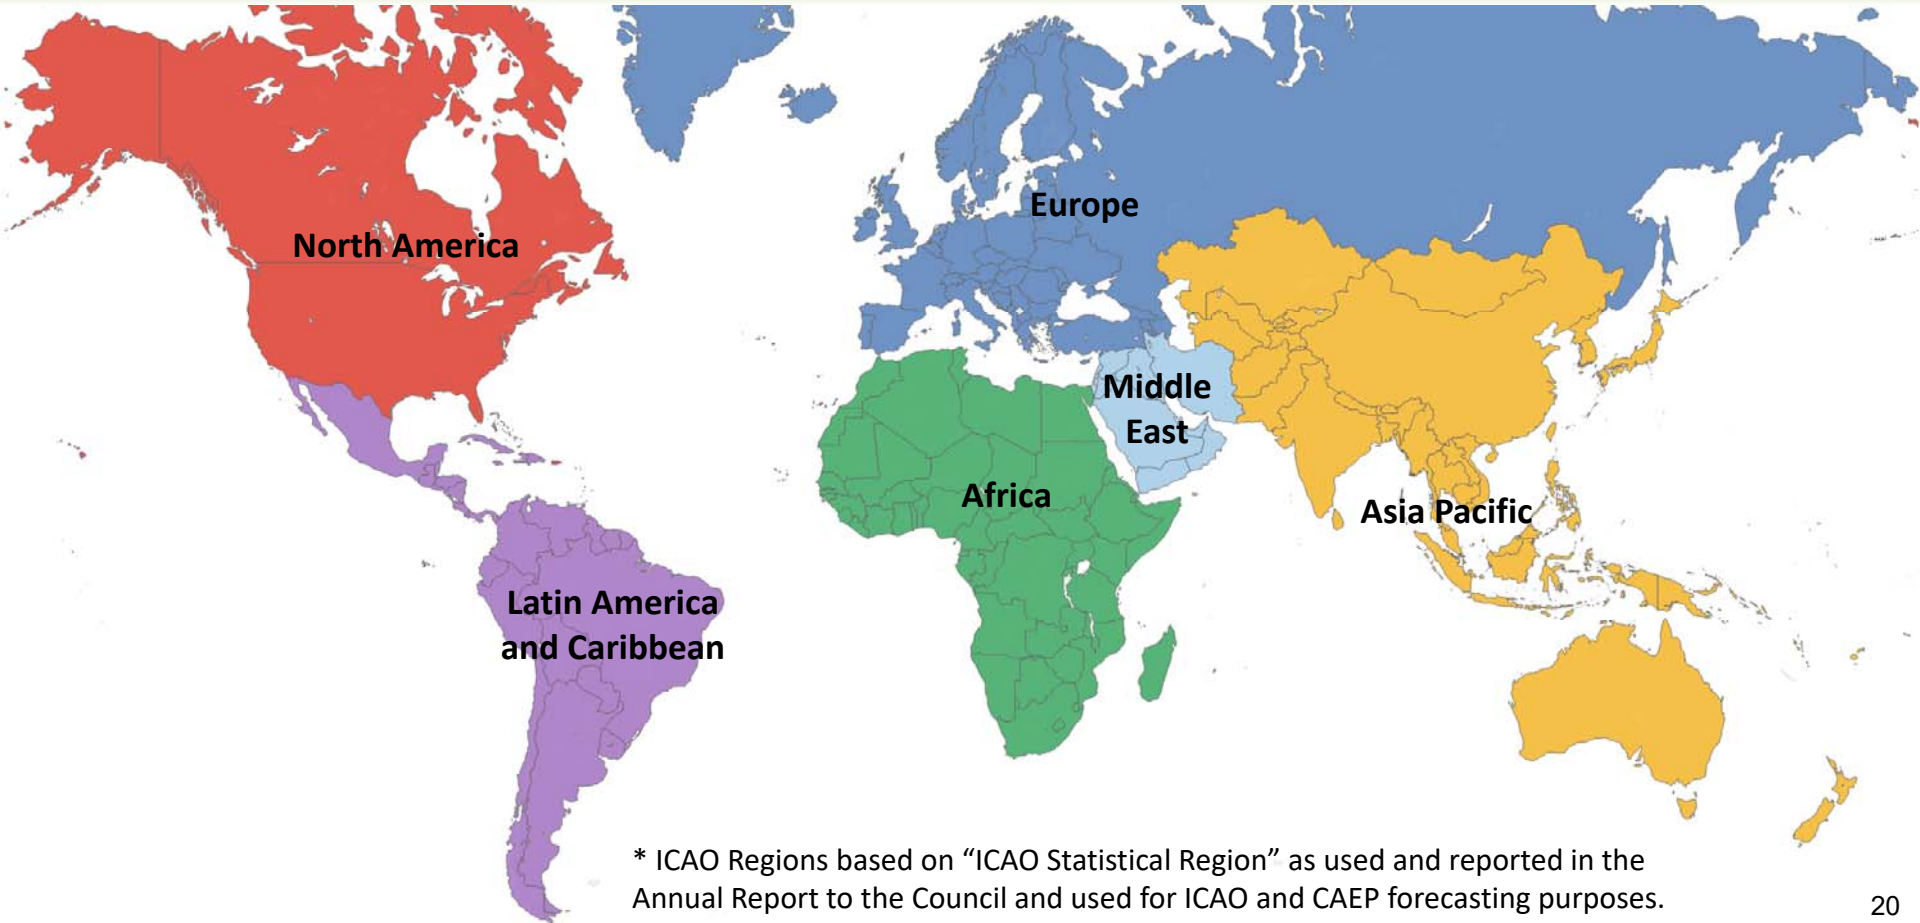 North America
Europe
Middle
East
Africa
Asia Pacific
Latin America
and Caribbean
* ICAO Regions based on “ICAO Statistical Region” as used and reported in the
Annual Report to the Council and used for ICAO and CAEP forecasting purposes.
20